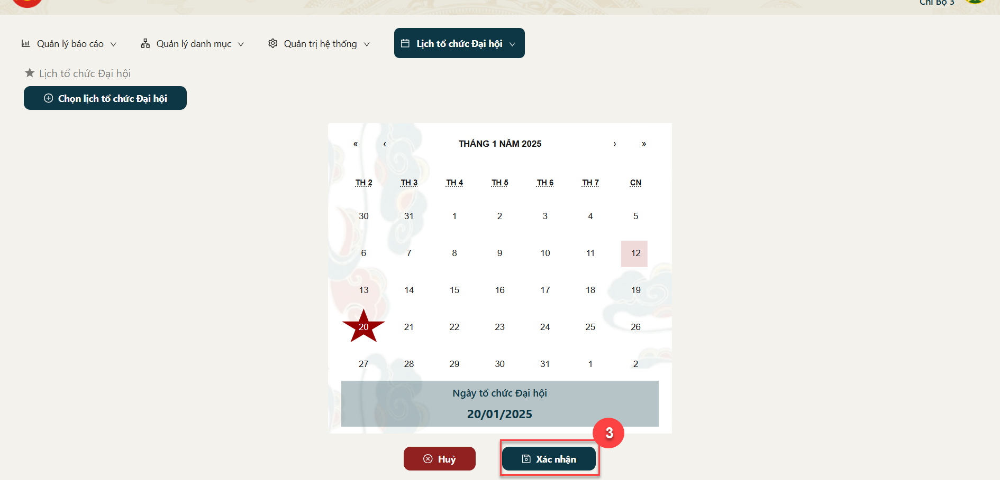 Chi Bộ 3
Quản lý báo cáo
Quản lý danh mục
Quản trị hệ thống
Lịch tổ chức Đại hội
Lịch tổ chức Đại hội
Chọn lịch tổ chức Đại hội
« ‹ THÁNG 1 NĂM 2025 › »
TH 2 TH 3 TH 4 TH 5 TH 6 TH 7 CN
30 31 1 2 3 4 5
6 7 8 9 10 11 12
13 14 15 16 17 18 19
20 21 22 23 24 25 26
27 28 29 30 31 1 2
Ngày tổ chức Đại hội
20/01/2025
3
Huỷ
Xác nhận